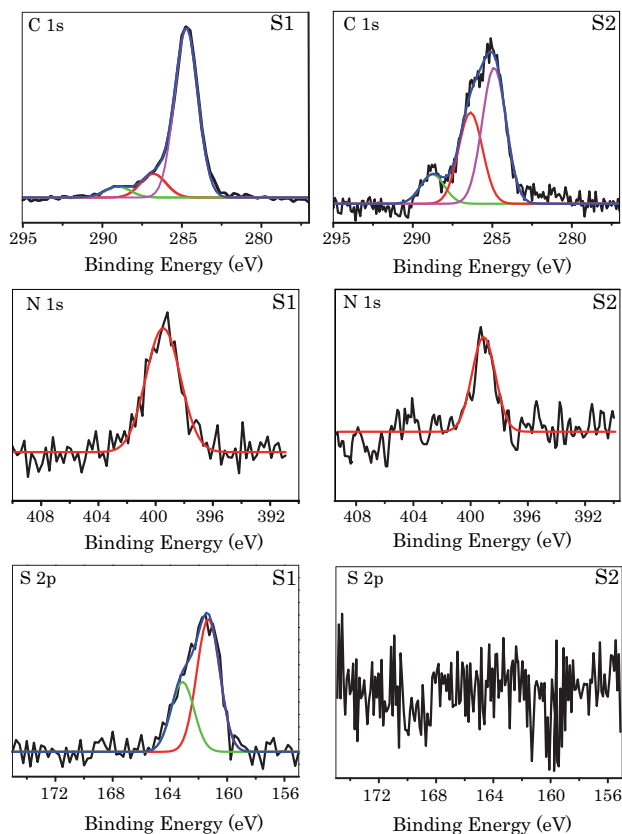 C 1s S1
295 290 285 280
Binding Energy (eV)
C 1s S2
295 290 285 280
Binding Energy (eV)
N 1s S1
408 404 400 396 392
Binding Energy (eV)
N 1s S2
408 404 400 396 392
Binding Energy (eV)
S 2p S1
172 168 164 160 156
Binding Energy (eV)
S 2p S2
172 168 164 160 156
Binding Energy (eV)